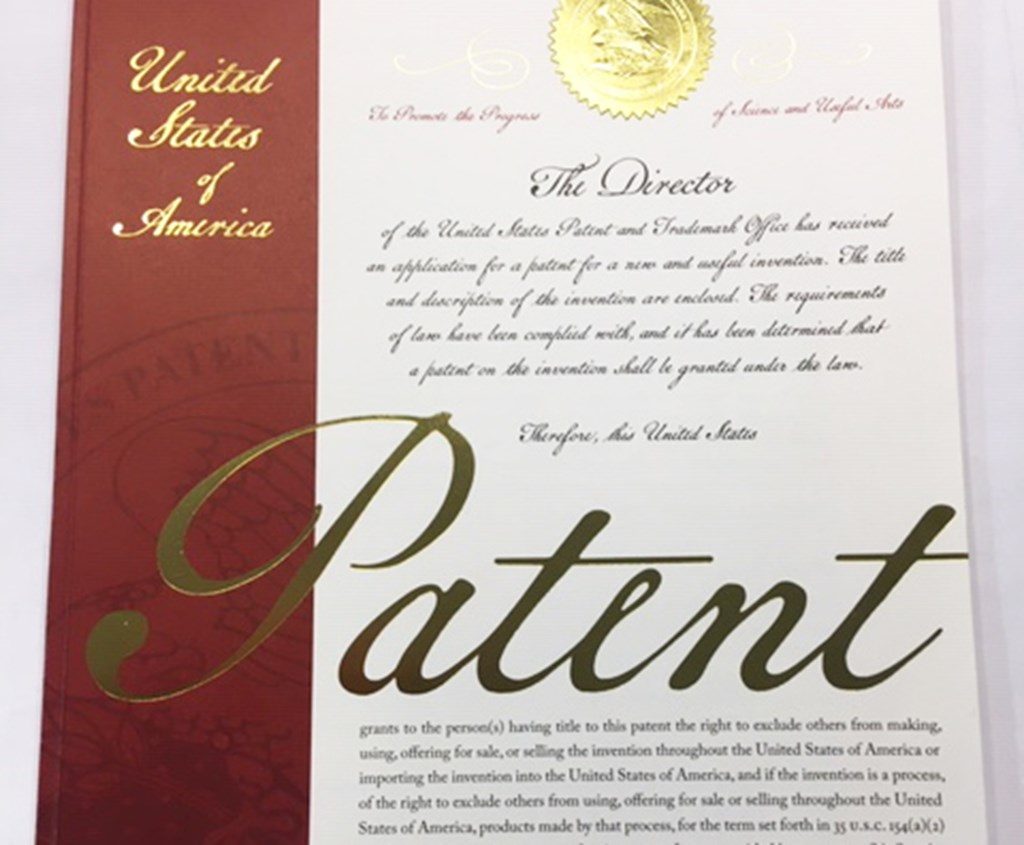 United
States
of
America
To Promote the Progress
of Science and Useful Arts
The Director
of the United States Patent and Trademark Office has received
an application for a patent for a new and useful invention. The title
and description of the invention are enclosed. The requirements
of law have been complied with, and it has been determined that
a patent on the invention shall be granted under the law.
Therefore, this United States
Patent
grants to the person(s) having title to this patent the right to exclude others from making,
using, offering for sale, or selling the invention throughout the United States of America or
importing the invention into the United States of America, and if the invention is a process,
of the right to exclude others from using, offering for sale or selling throughout the United
States of America, products made by that process, for the term set forth in 35 U.S.C. 154(a)(2)